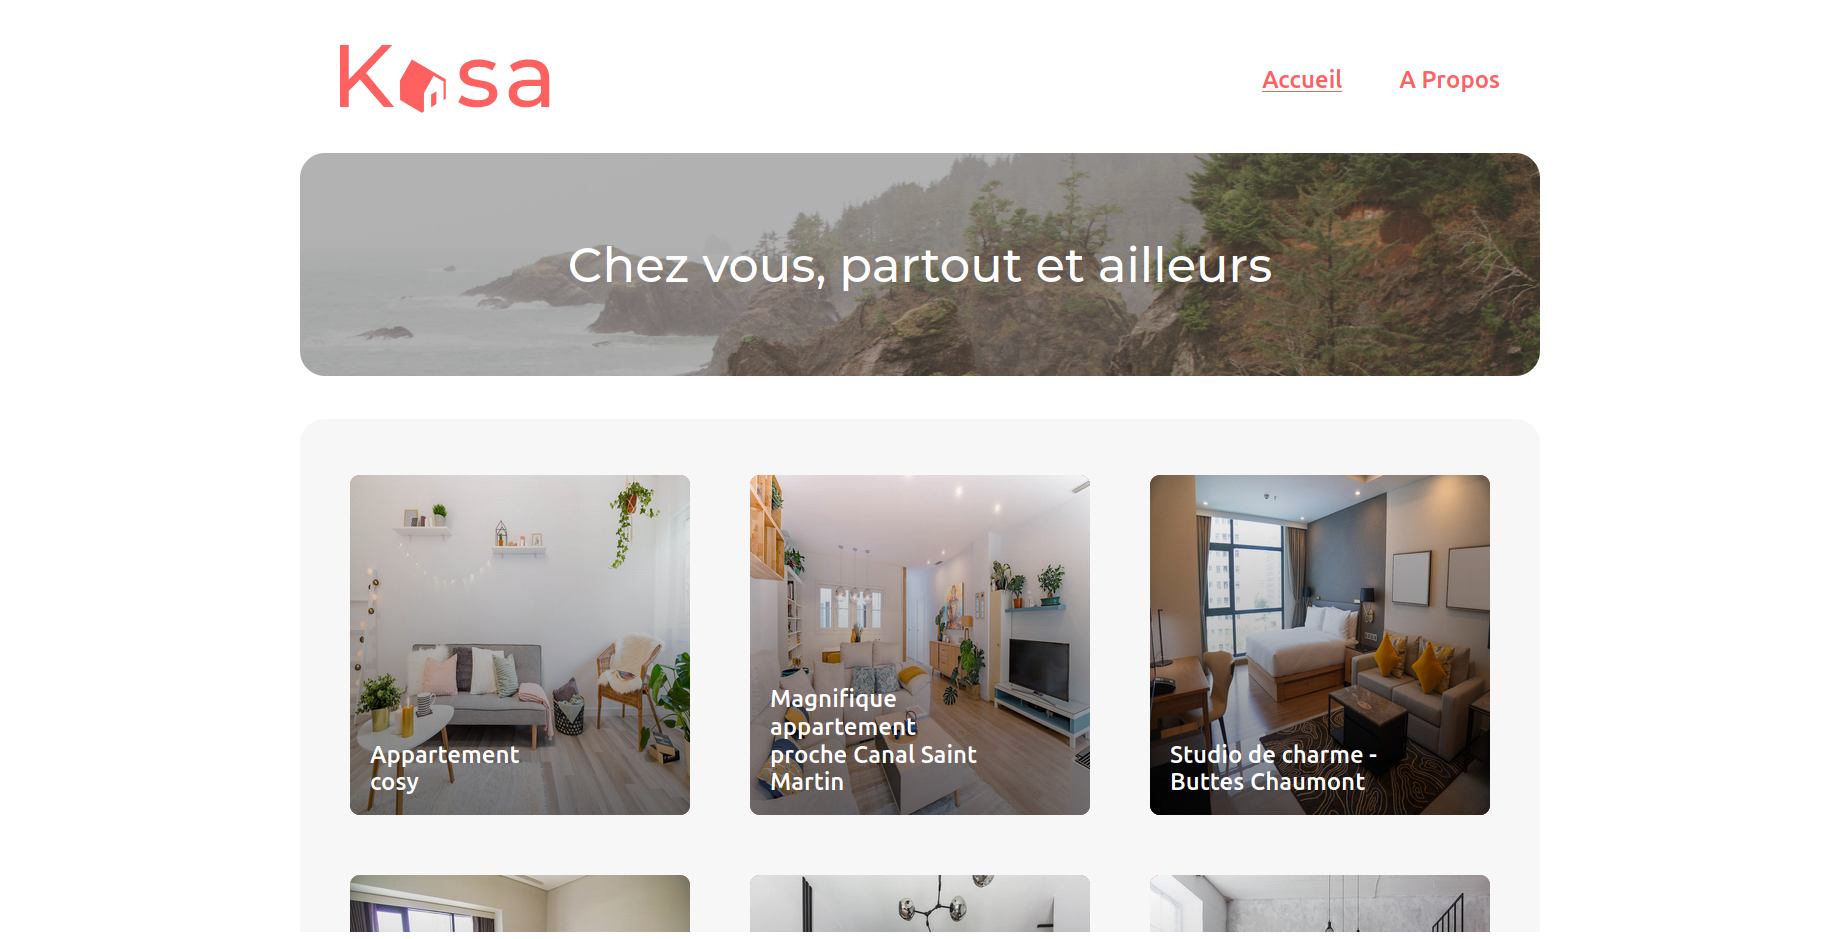 Kasa
Accueil
A Propos
Chez vous, partout et ailleurs
Appartement
cosy
Magnifique
appartement
proche Canal Saint
Martin
Studio de charme -
Buttes Chaumont